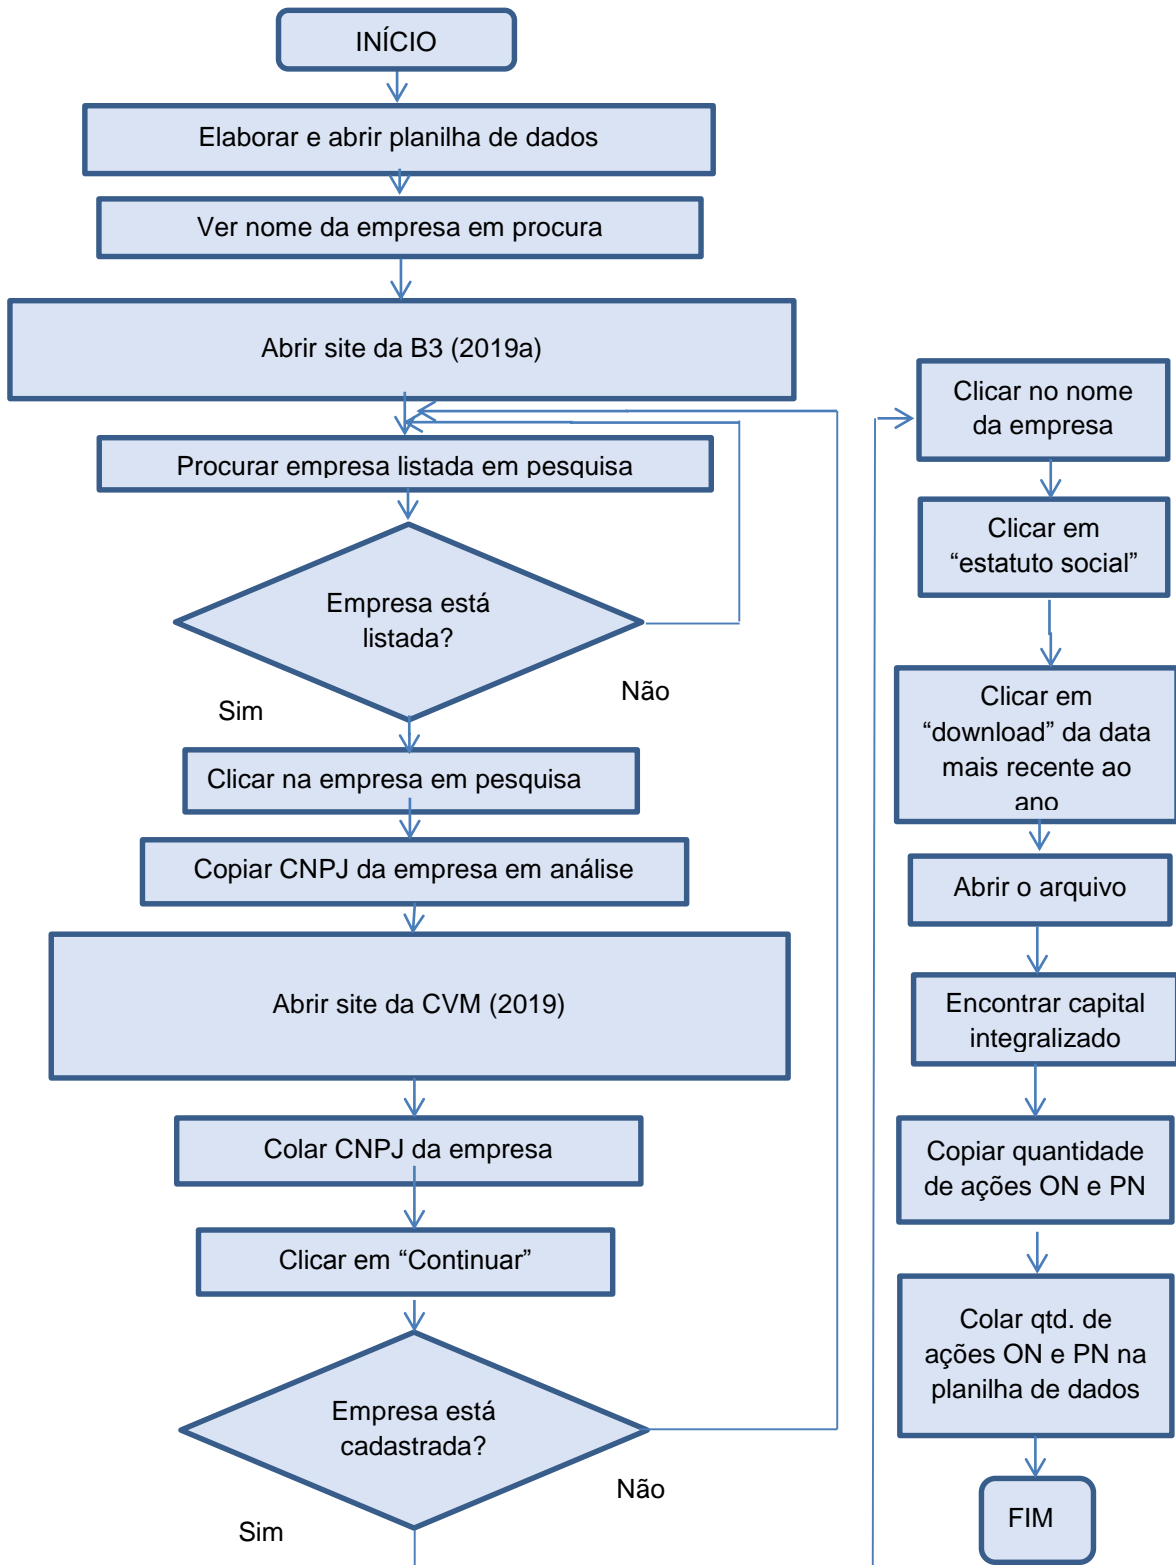 INÍCIO
Elaborar e abrir planilha de dados
Ver nome da empresa em procura
Abrir site da B3 (2019a)
Procurar empresa listada em pesquisa
Empresa está
listada?
Não
Sim
Clicar na empresa em pesquisa
Copiar CNPJ da empresa em análise
Abrir site da CVM (2019)
Colar CNPJ da empresa
Clicar em “Continuar”
Empresa está
cadastrada?
Não
Sim
Clicar no nome
da empresa
Clicar em
“estatuto social”
Clicar em
“download” da data
mais recente ao
ano
Abrir o arquivo
Encontrar capital
integralizado
Copiar quantidade
de ações ON e PN
Colar qtd. de
ações ON e PN na
planilha de dados
FIM